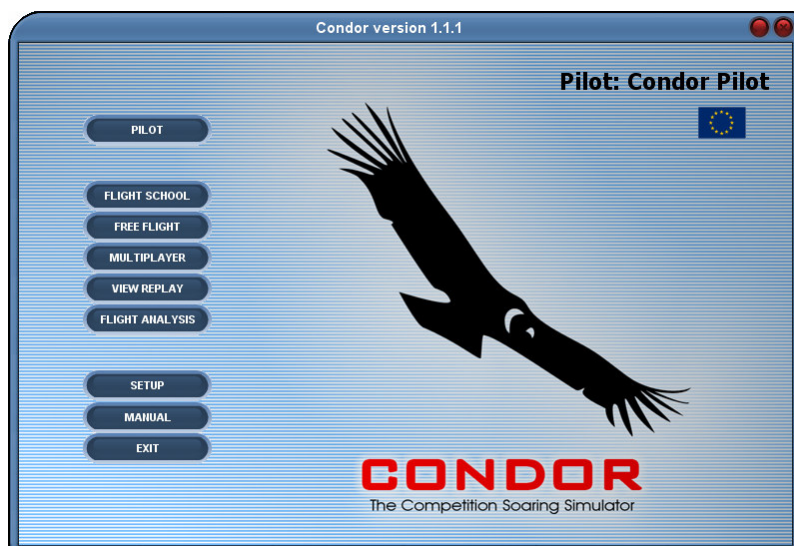 Condor version 1.1.1
Pilot: Condor Pilot
PILOT
FLIGHT SCHOOL
FREE FLIGHT
MULTIPLAYER
VIEW REPLAY
FLIGHT ANALYSIS
SETUP
MANUAL
EXIT
CONDOR
The Competition Soaring Simulator